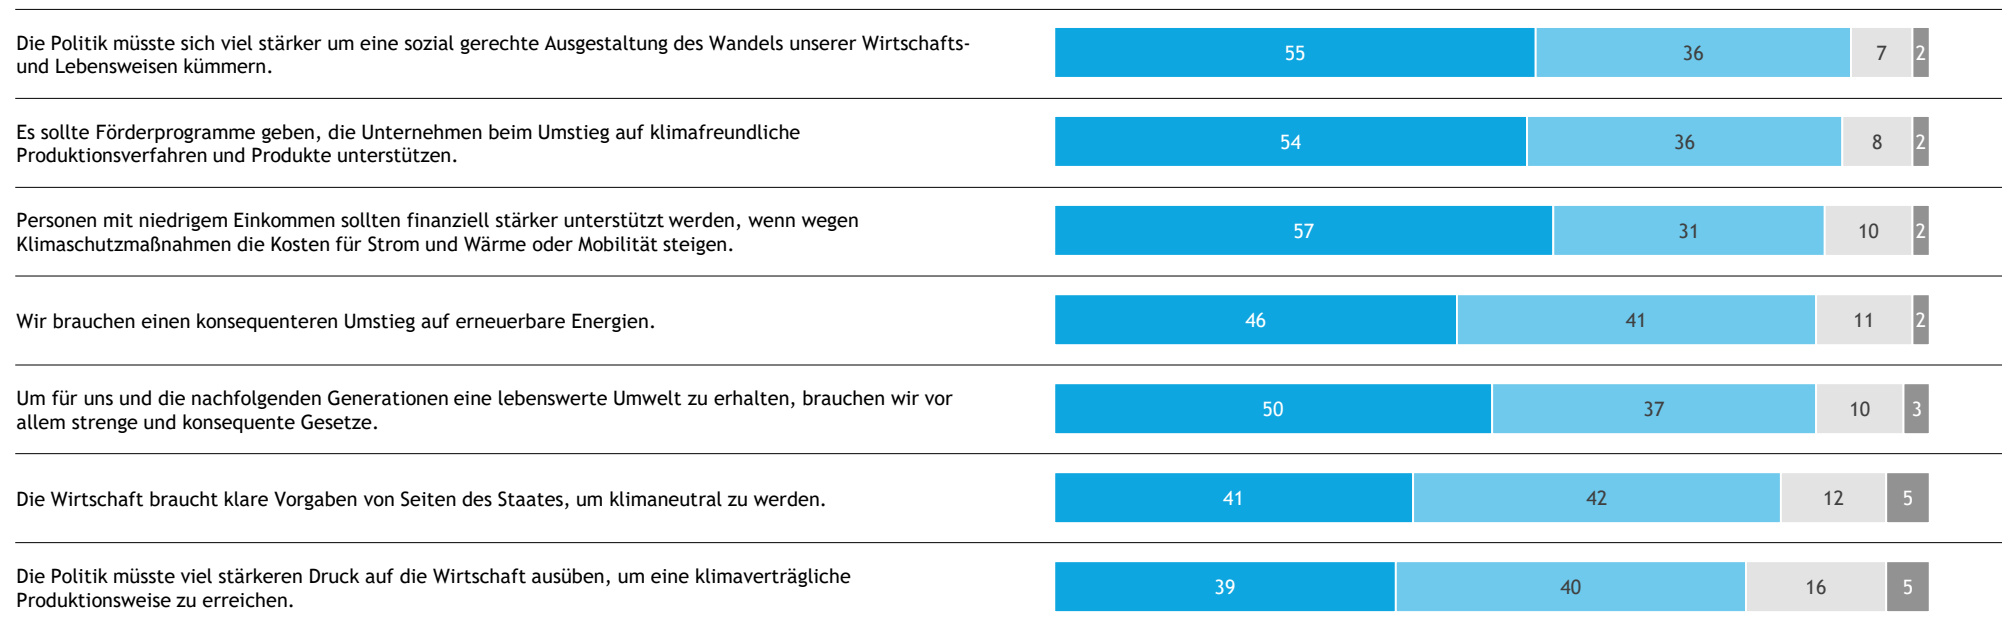 Die Politik müsste sich viel stärker um eine sozial gerechte Ausgestaltung des Wandels unserer Wirtschafts-
und Lebensweisen kümmern.
55 36 7 2
Es sollte Förderprogramme geben, die Unternehmen beim Umstieg auf klimafreundliche
Produktionsverfahren und Produkte unterstützen.
54 36 8 2
Personen mit niedrigem Einkommen sollten finanziell stärker unterstützt werden, wenn wegen
Klimaschutzmaßnahmen die Kosten für Strom und Wärme oder Mobilität steigen.
57 31 10 2
Wir brauchen einen konsequenteren Umstieg auf erneuerbare Energien.
46 41 11 2
Um für uns und die nachfolgenden Generationen eine lebenswerte Umwelt zu erhalten, brauchen wir vor
allem strenge und konsequente Gesetze.
50 37 10 3
Die Wirtschaft braucht klare Vorgaben von Seiten des Staates, um klimaneutral zu werden.
41 42 12 5
Die Politik müsste viel stärkeren Druck auf die Wirtschaft ausüben, um eine klimaverträgliche
Produktionsweise zu erreichen.
39 40 16 5